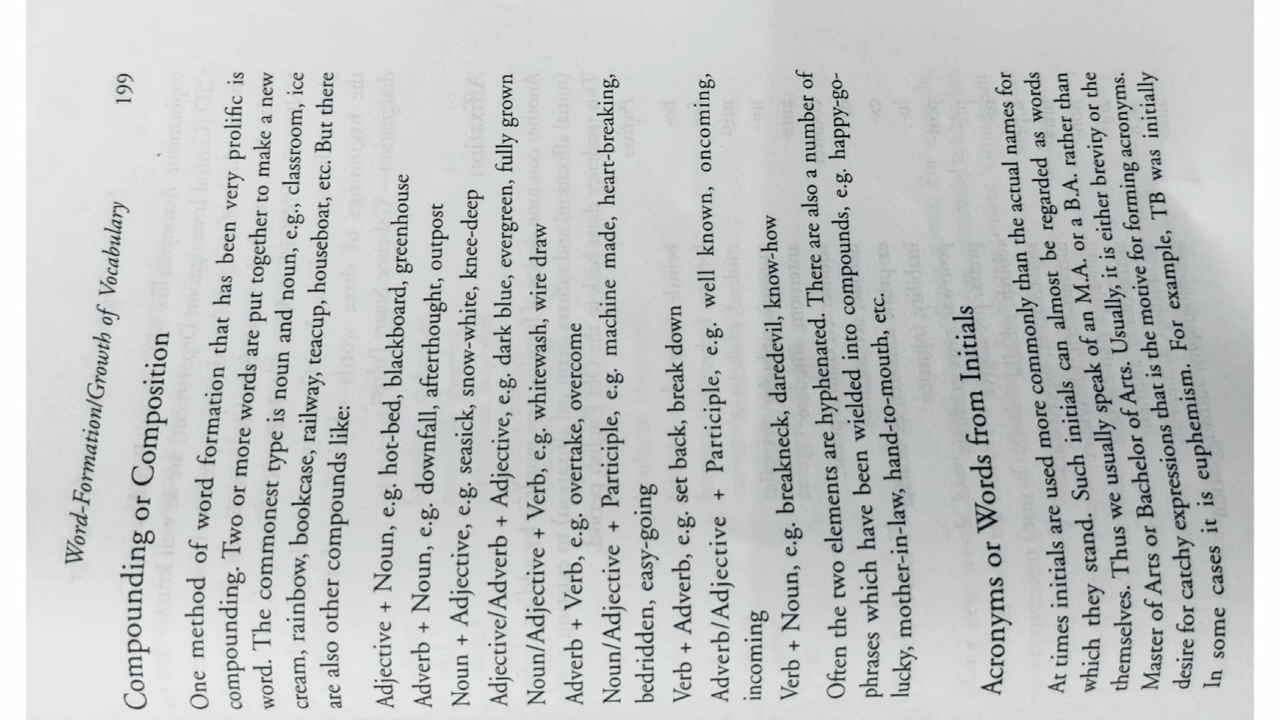 Word-Formation/Growth of Vocabulary 199
Compounding or Composition
One method of word formation that has been very prolific is
compounding. Two or more words are put together to make a new
word. The commonest type is noun and noun, e.g., classroom, ice
cream, rainbow, bookcase, railway, teacup, houseboat, etc. But there
are also other compounds like:
Adjective + Noun, e.g. hot-bed, blackboard, greenhouse
Adverb + Noun, e.g. downfall, afterthought, outpost
Noun + Adjective, e.g. seasick, snow-white, knee-deep
Adjective/Adverb + Adjective, e.g. dark blue, evergreen, fully grown
Noun/Adjective + Verb, e.g. whitewash, wire draw
Adverb + Verb, e.g. overtake, overcome
Noun/Adjective + Participle, e.g. machine made, heart-breaking,
bedridden, easy-going
Verb + Adverb, e.g. set back, break down
Adverb/Adjective + Participle, e.g. well known, oncoming,
incoming
Verb + Noun, e.g. breakneck, daredevil, know-how
Often the two elements are hyphenated. There are also a number of
phrases which have been wielded into compounds, e.g. happy-go-
lucky, mother-in-law, hand-to-mouth, etc.
Acronyms or Words from Initials
At times initials are used more commonly than the actual names for
which they stand. Such initials can almost be regarded as words
themselves. Thus we usually speak of an M.A. or a B.A. rather than
Master of Arts or Bachelor of Arts. Usually, it is either brevity or the
desire for catchy expressions that is the motive for forming acronyms.
In some cases it is euphemism. For example, TB was initially